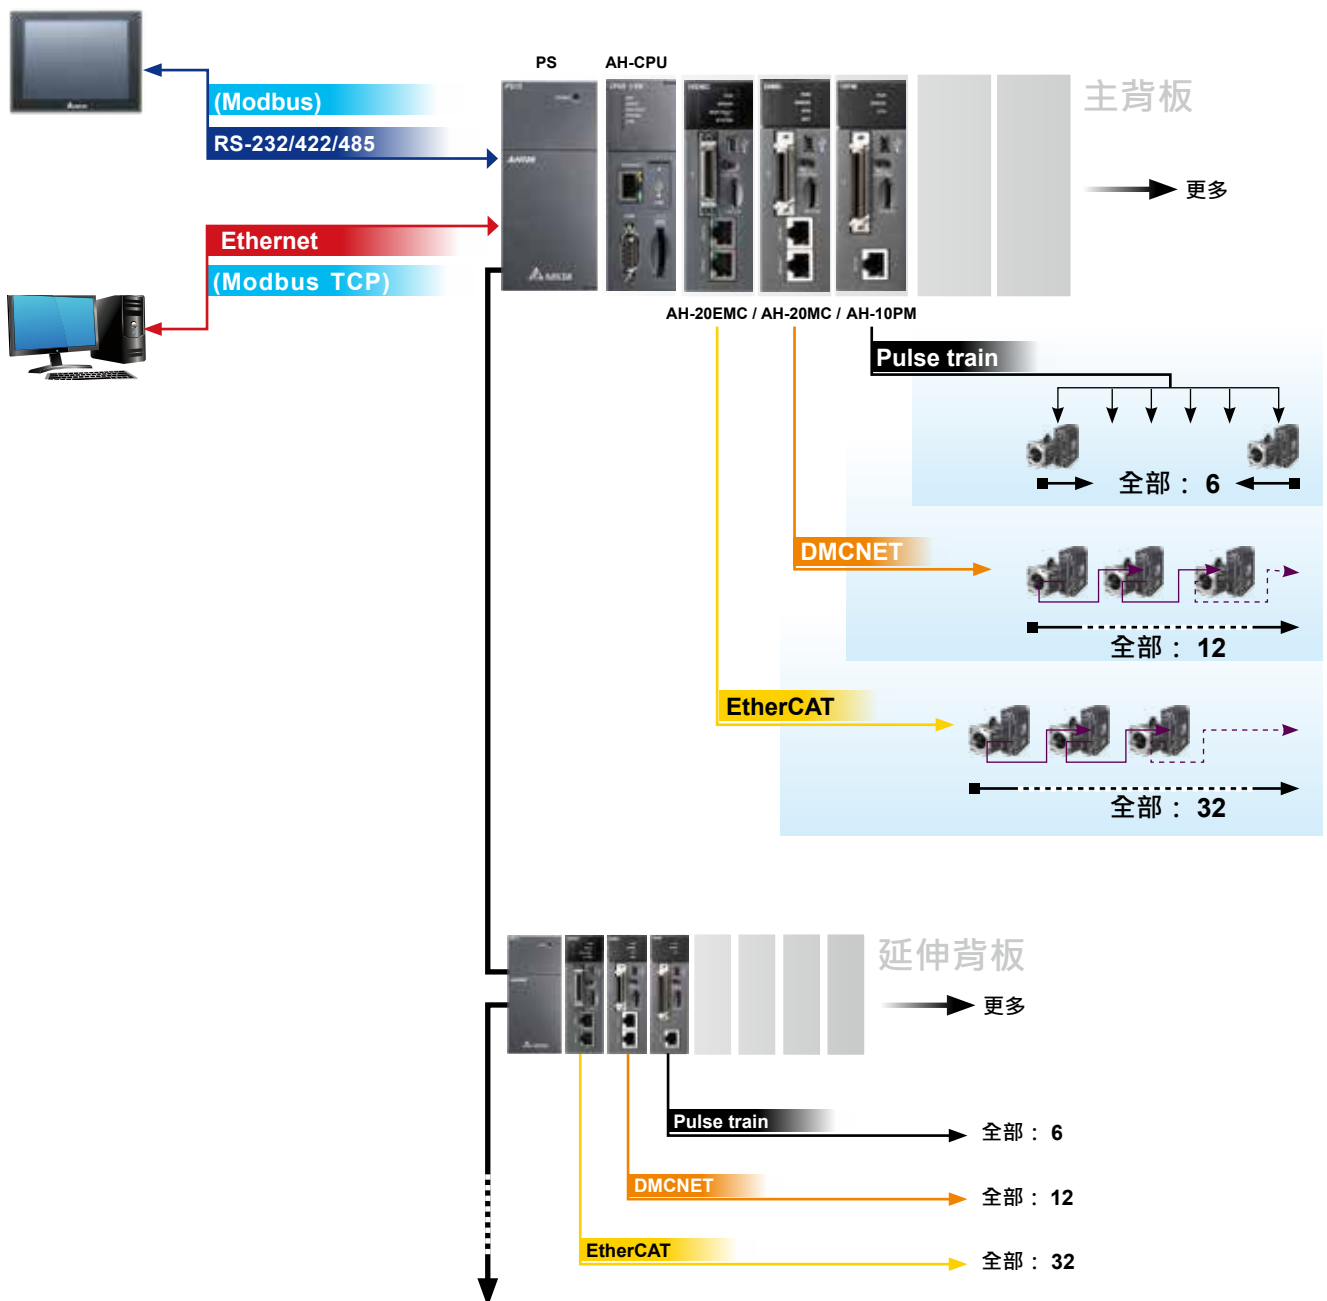 PS
AH-CPU
主背板
(Modbus)
RS-232/422/485
更多
Ethernet
(Modbus TCP)
AH-20EMC / AH-20MC / AH-10PM
Pulse train
全部： 6
DMCNET
全部： 12
EtherCAT
全部： 32
延伸背板
更多
Pulse train
全部： 6
DMCNET
全部： 12
EtherCAT
全部： 32